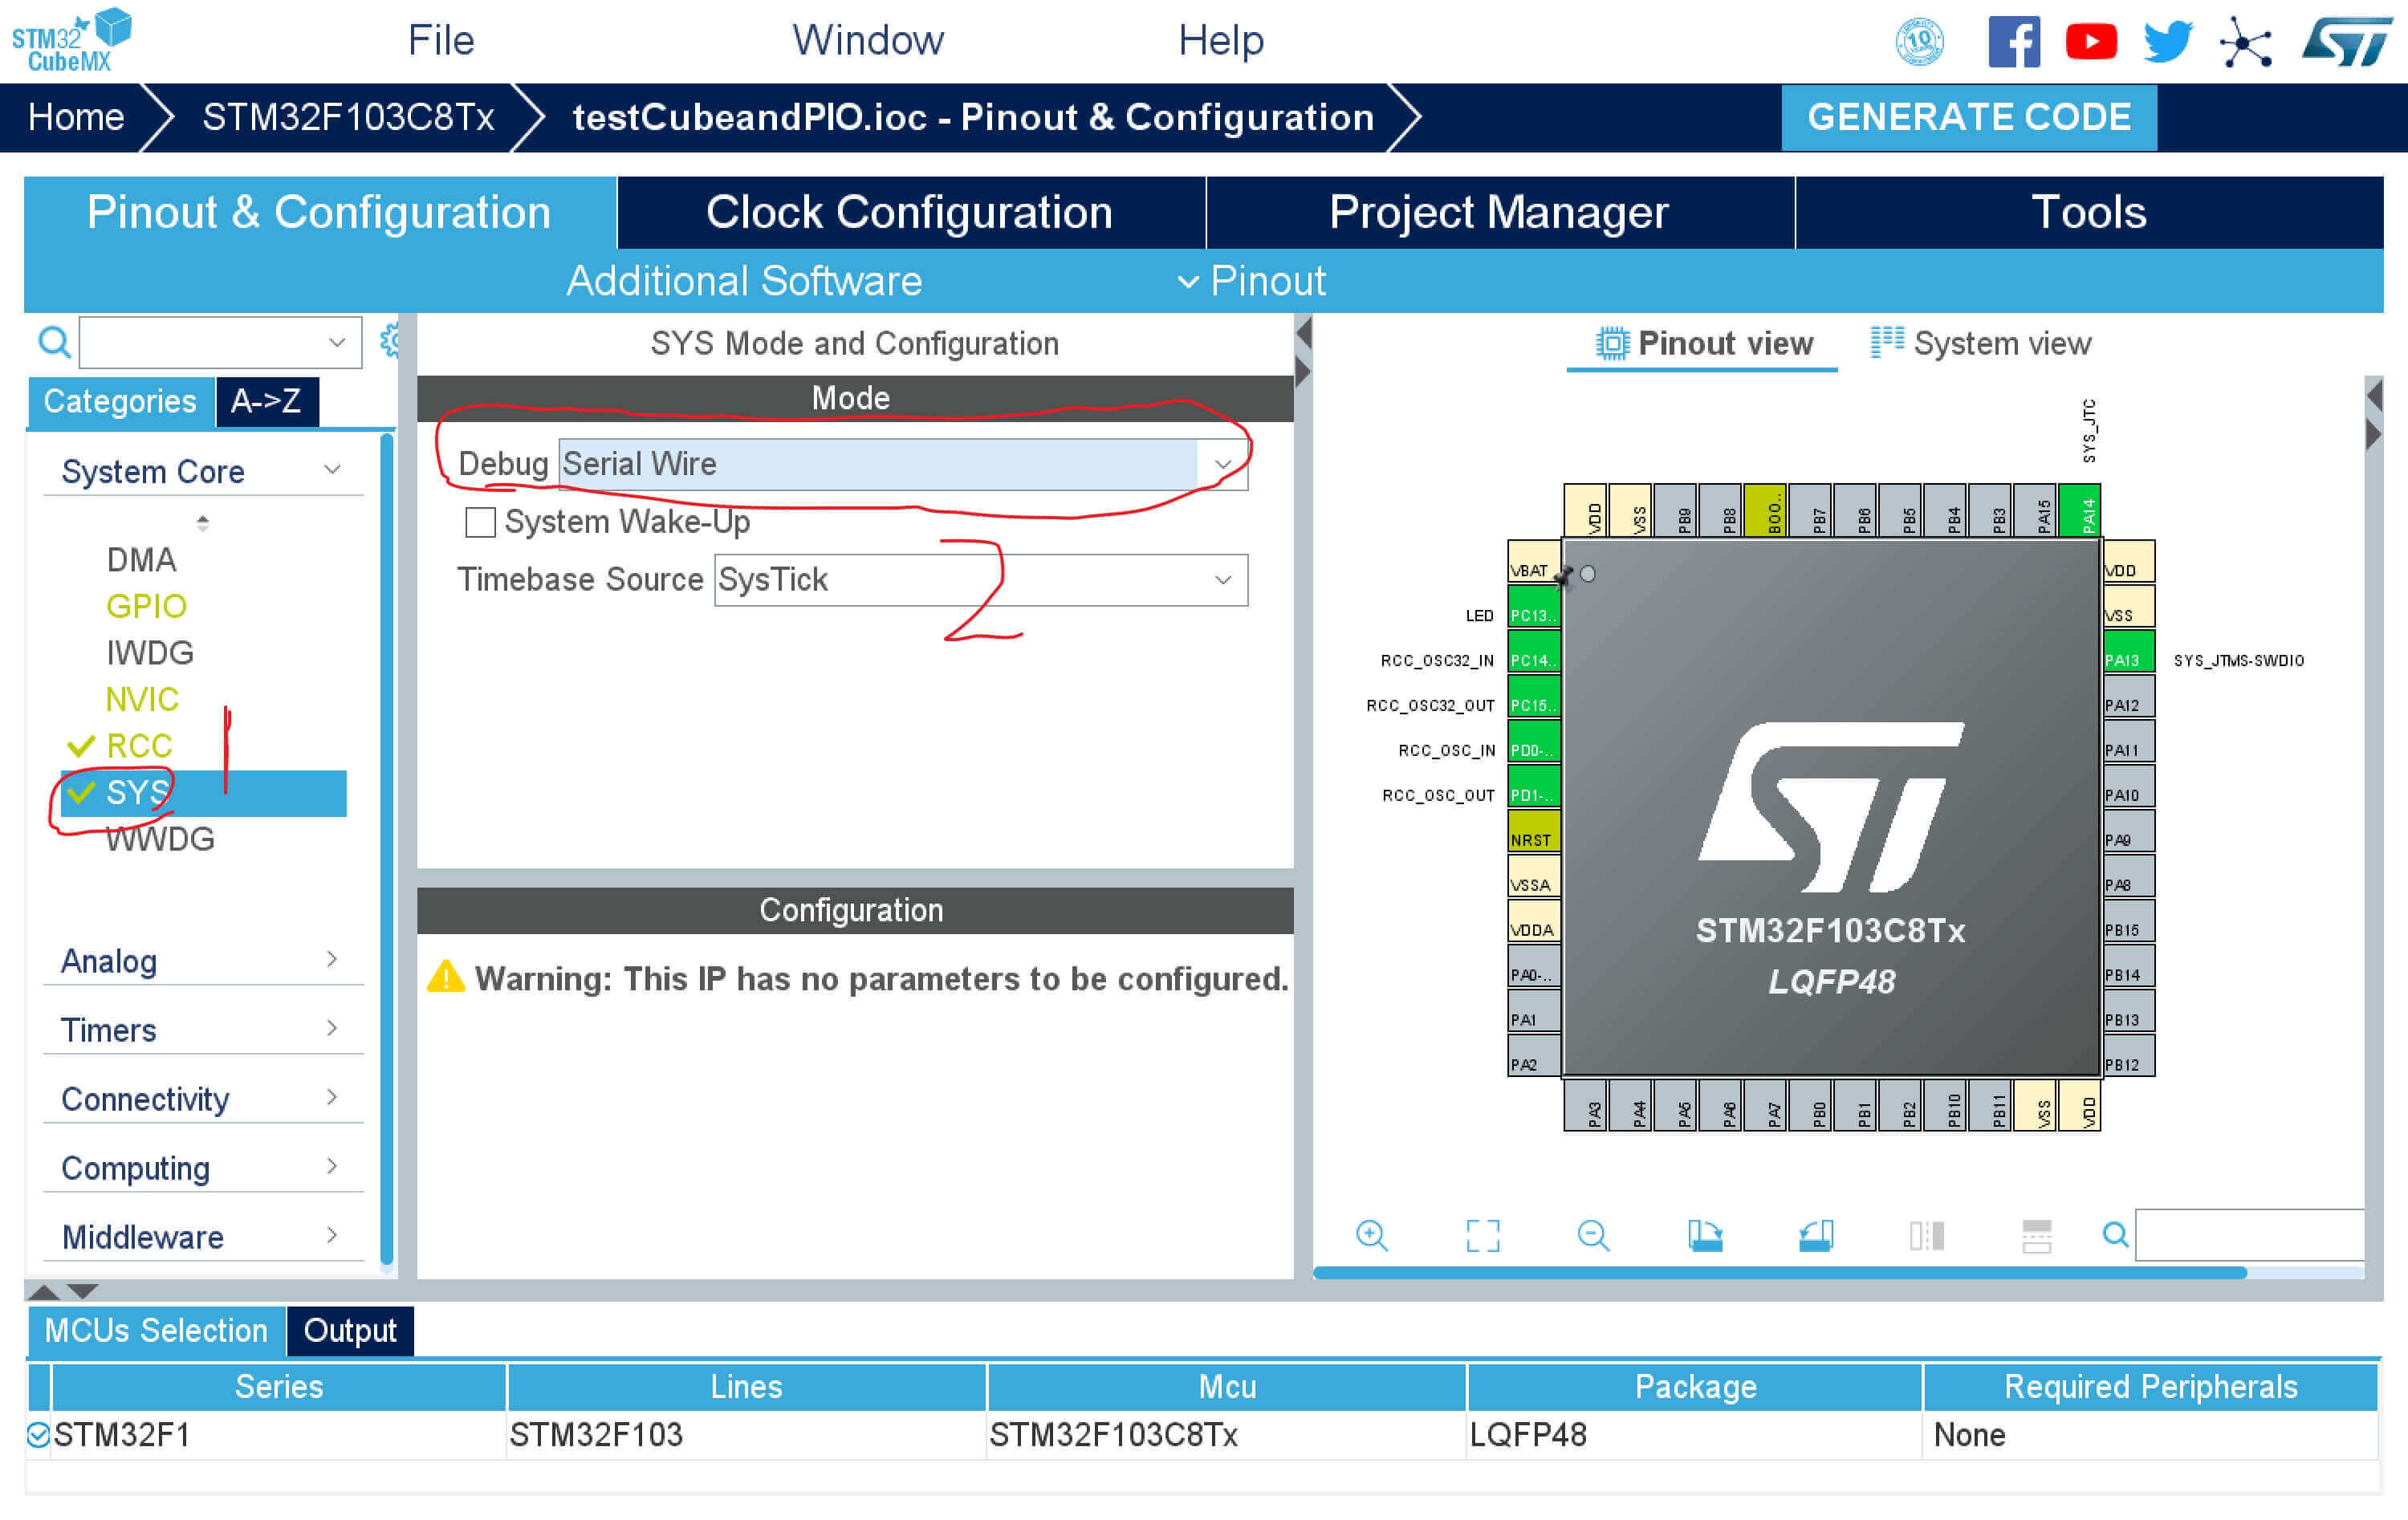 STM32
CubeMX
File
Window
Help
10
ST
Home
STM32F103C8Tx
testCubeandPIO.ioc - Pinout & Configuration
GENERATE CODE
Pinout & Configuration
Clock Configuration
Project Manager
Tools
Additional Software
Pinout
Categories
A->Z
System Core
DMA
GPIO
IWDG
NVIC
RCC
SYS
WWDG
1
Analog
Timers
Connectivity
Computing
Middleware
SYS Mode and Configuration
Mode
Debug Serial Wire
System Wake-Up
Timebase Source SysTick
2
Configuration
Warning: This IP has no parameters to be configured.
Pinout view
System view
SYS_JTC
VDD
VSS
PB9
PB8
BOO..
PB7
PB6
PB5
PB4
PB3
PA15
PA14
VBAT
LED PC13..
RCC_OSC32_IN PC14..
RCC_OSC32_OUT PC15..
RCC_OSC_IN PD0-..
RCC_OSC_OUT PD1-..
NRST
VSSA
VDDA
PA0-..
PA1
PA2
ST
STM32F103C8Tx
LQFP48
VDD
VSS
PA13 SYS_JTMS-SWDIO
PA12
PA11
PA10
PA9
PA8
PB15
PB14
PB13
PB12
PA3
PA4
PA5
PA6
PA7
PB0
PB1
PB2
PB10
PB11
VSS
VDD
MCUs Selection
Output
Series Lines Mcu Package Required Peripherals
STM32F1 STM32F103 STM32F103C8Tx LQFP48 None